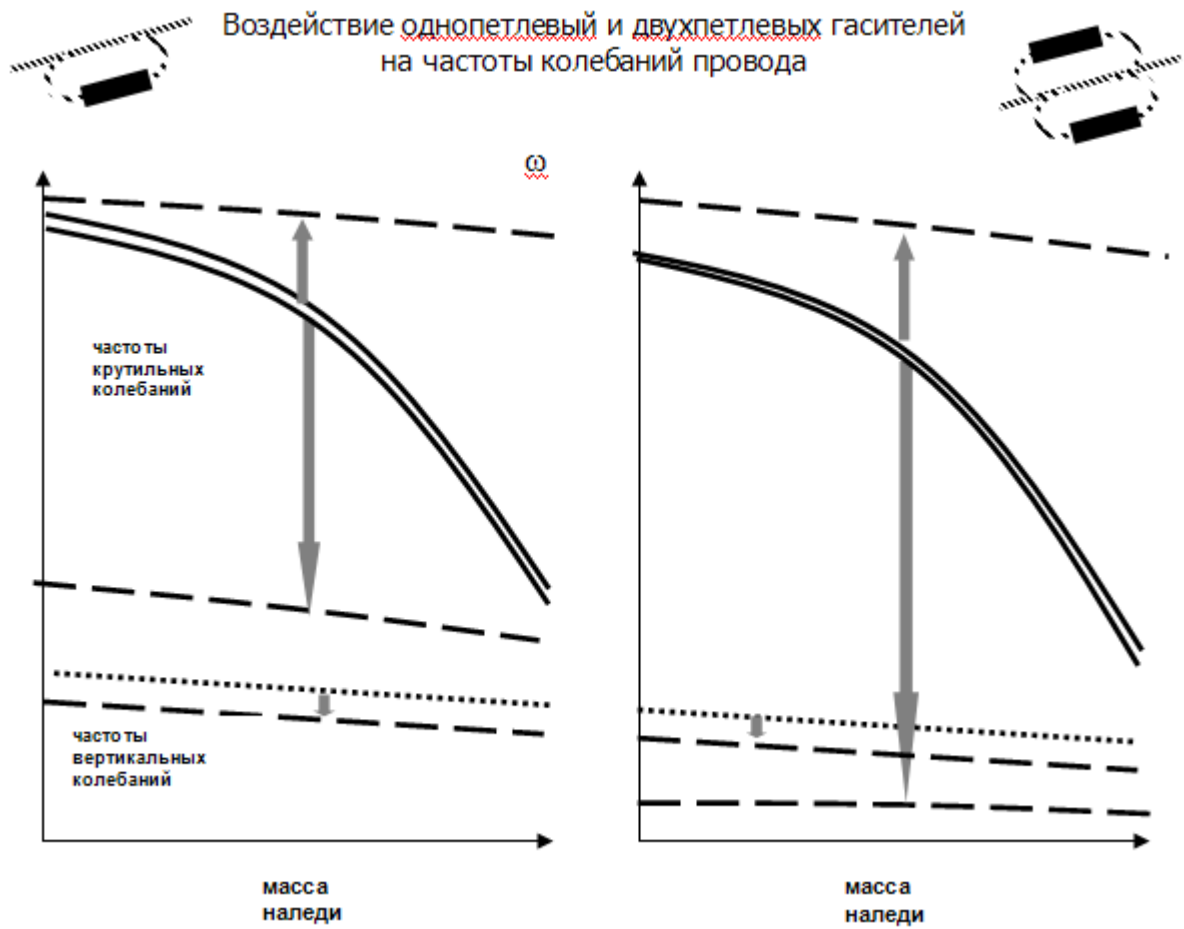 Воздействие однопетлевый и двухпетлевых гасителей
на частоты колебаний провода
ω
частоты
крутильных
колебаний
частоты
вертикальных
колебаний
масса
наледи
масса
наледи